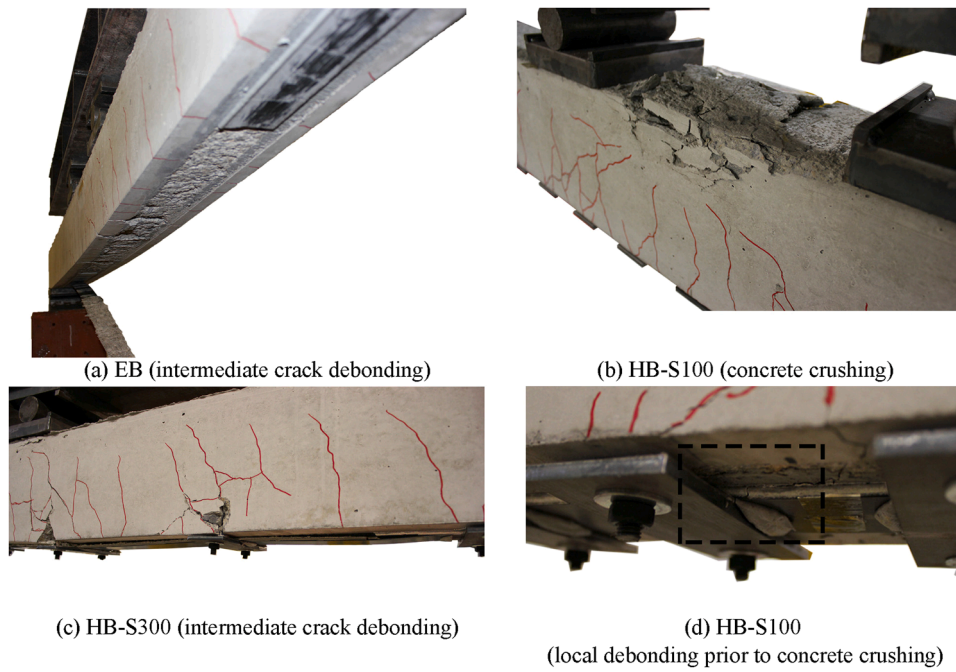 (a) EB (intermediate crack debonding)
(b) HB-S100 (concrete crushing)
(c) HB-S300 (intermediate crack debonding)
(d) HB-S100
(local debonding prior to concrete crushing)